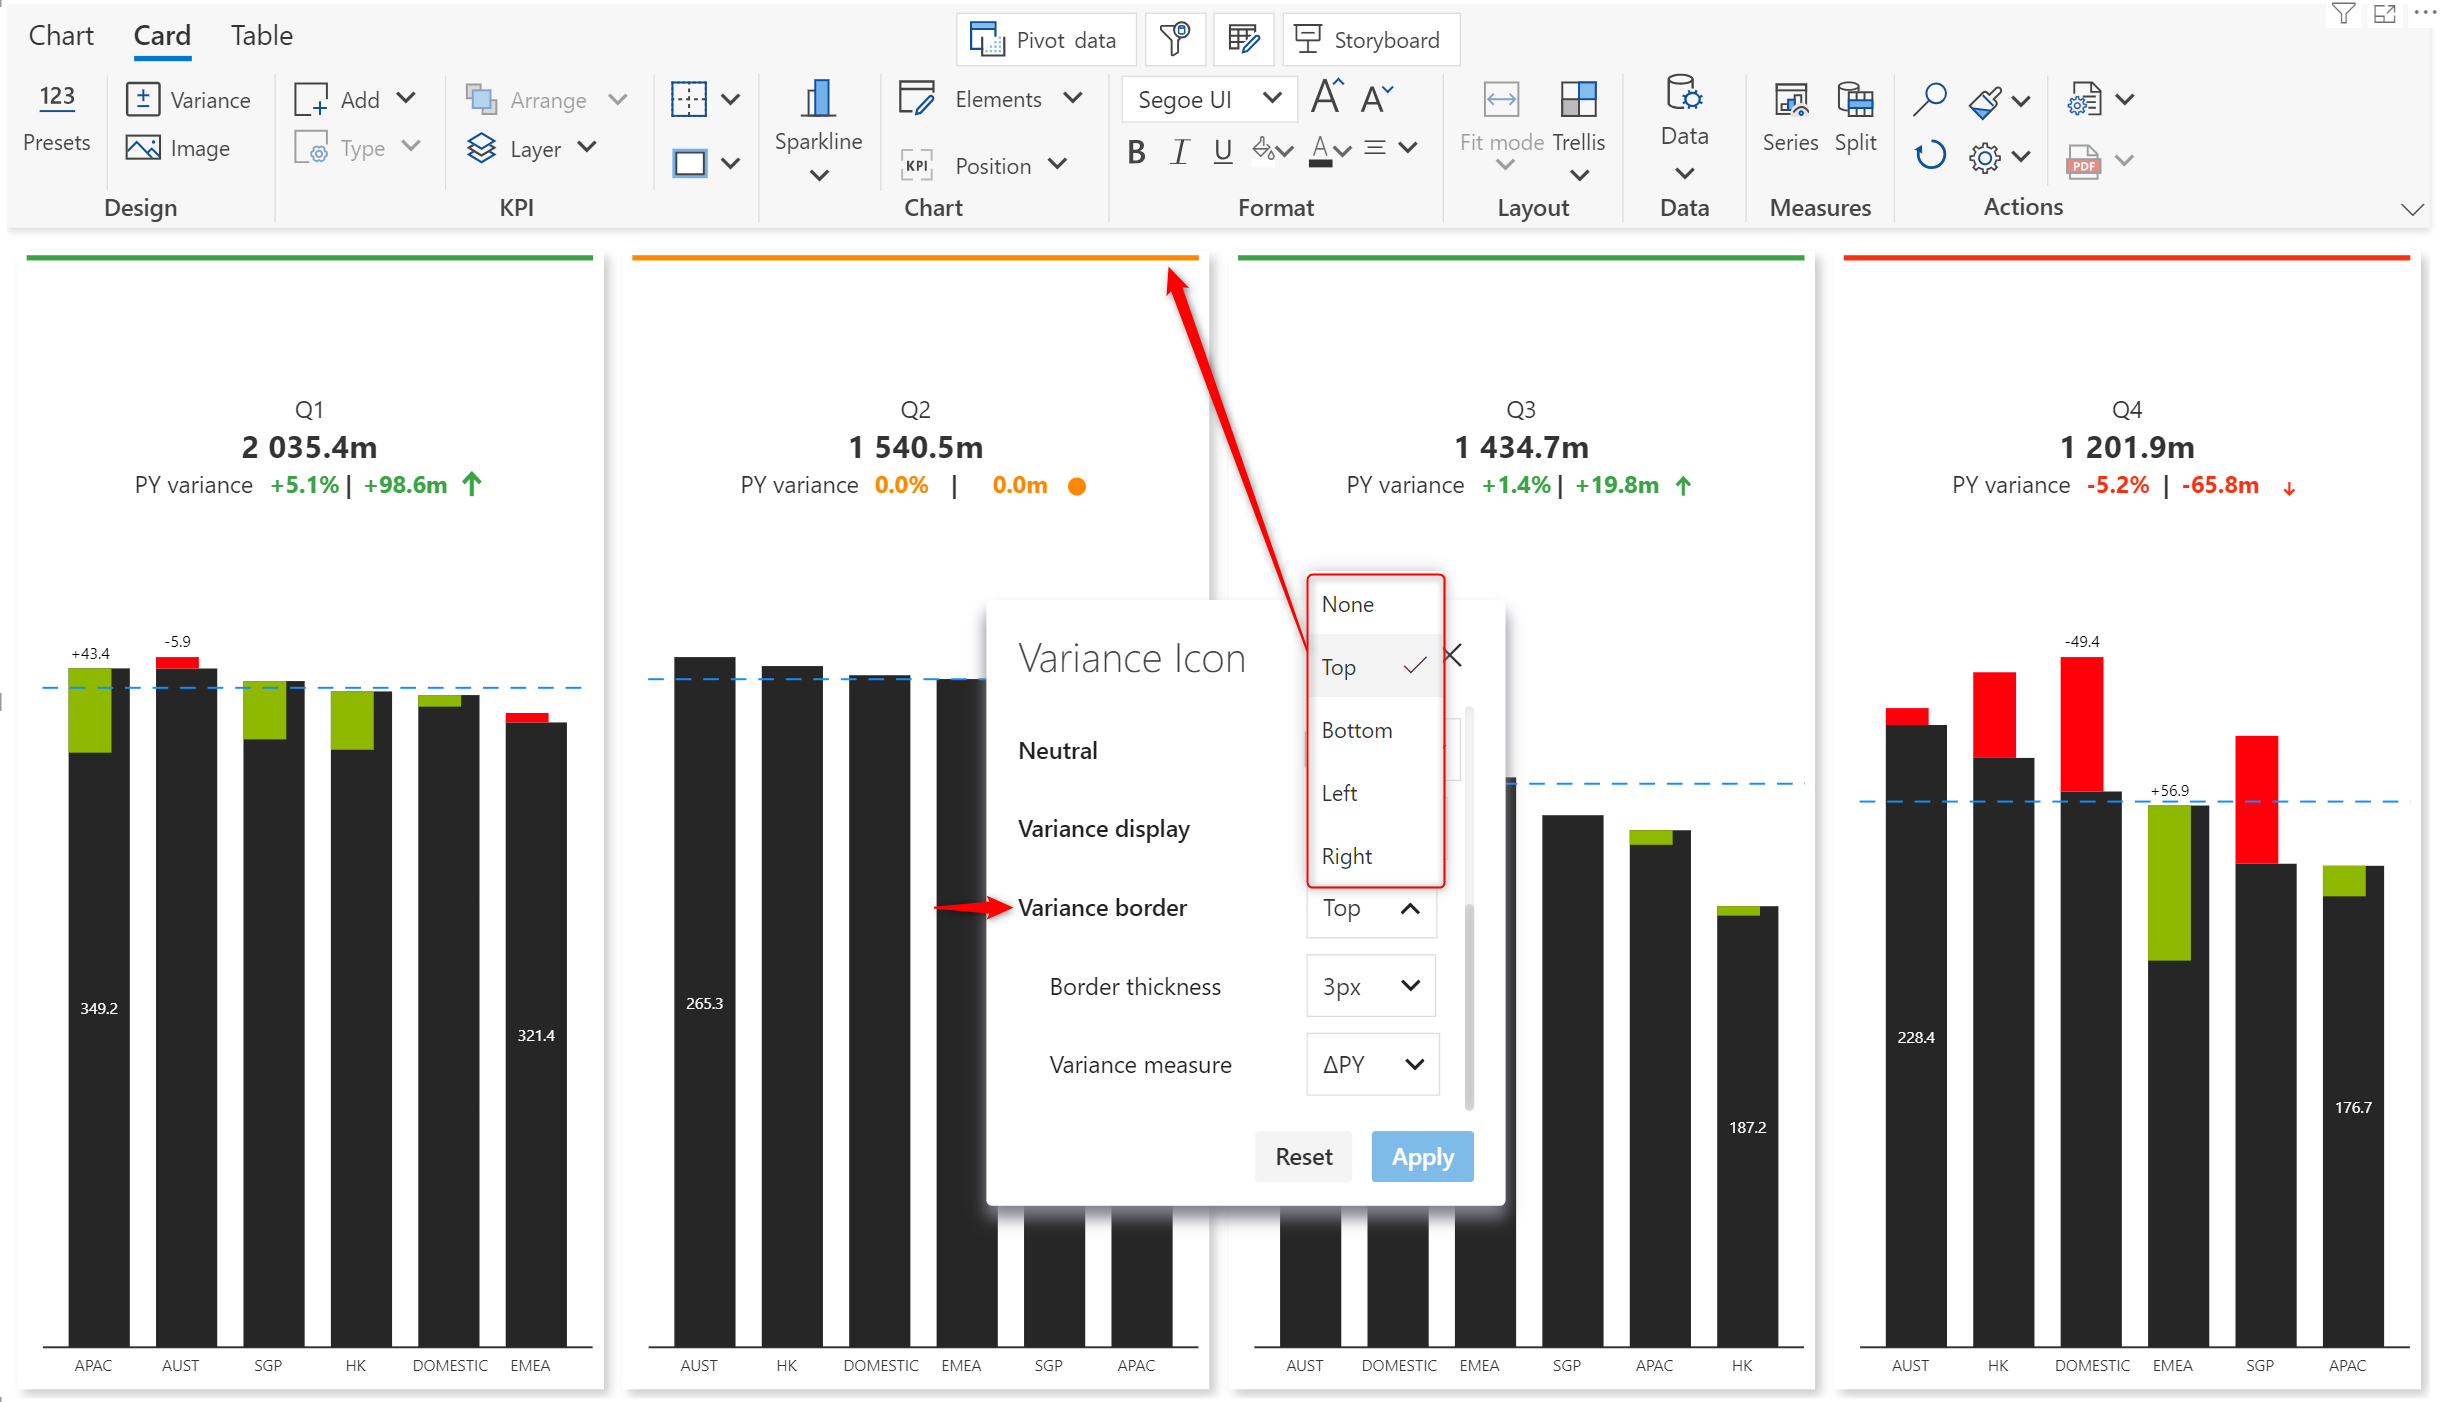 Chart Card Table
Pivot data Storyboard
123
Presets
Variance
Image
Design
Add
Type
Arrange
Layer
KPI
Sparkline
Elements
KPI Position
Chart
Segoe UI A A
B I U A
Format
Fit mode Trellis
Layout
Data
Data
Series Split
Measures
PDF
Actions
Q1
2 035.4m
PY variance +5.1% | +98.6m
+43.4
-5.9
349.2
321.4
APAC AUST SGP HK DOMESTIC EMEA
Q2
1 540.5m
PY variance 0.0% | 0.0m
265.3
AUST HK DOMESTIC EMEA SGP APAC
Q3
1 434.7m
PY variance +1.4% | +19.8m
187.2
AUST DOMESTIC EMEA SGP APAC HK
Q4
1 201.9m
PY variance -5.2% | -65.8m
-49.4
+56.9
228.4
176.7
AUST HK DOMESTIC EMEA SGP APAC
Variance Icon
Neutral
Variance display
Variance border Top
Border thickness 3px
Variance measure ΔPY
Reset Apply
None
Top
Bottom
Left
Right